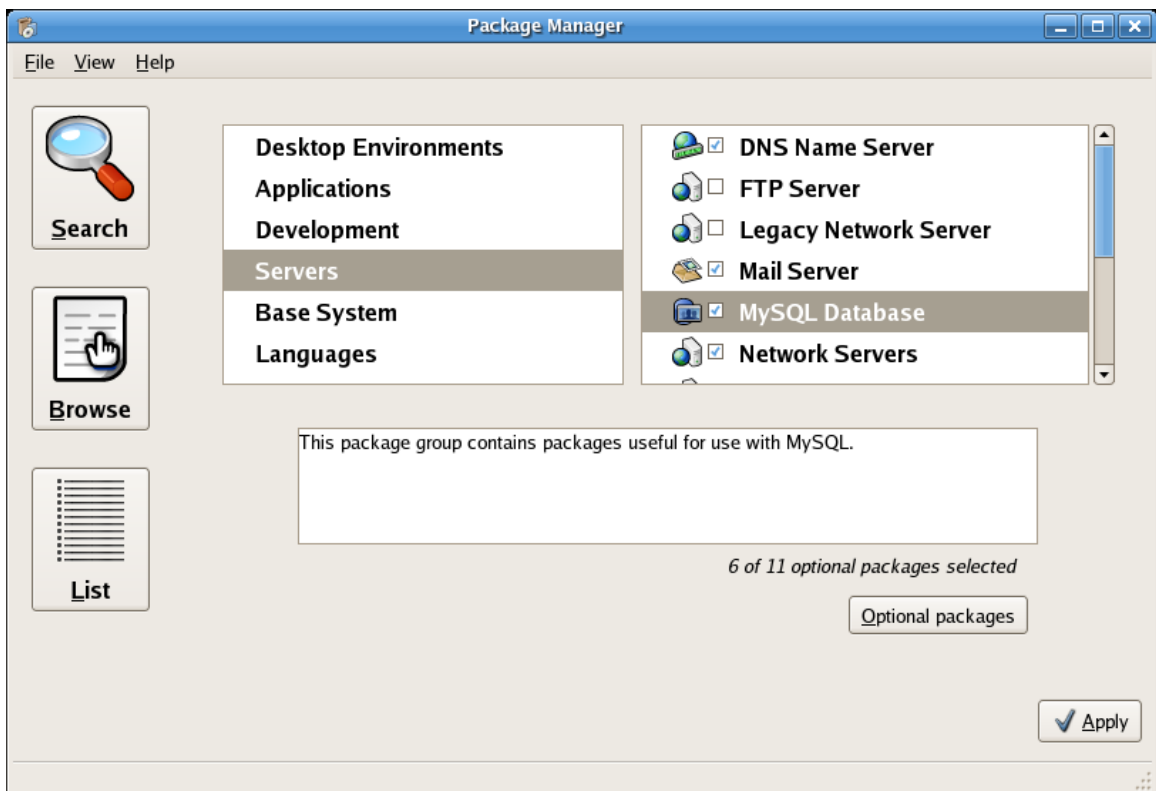 Package Manager
File View Help
Search
Browse
List
Desktop Environments
Applications
Development
Servers
Base System
Languages
DNS Name Server
FTP Server
Legacy Network Server
Mail Server
MySQL Database
Network Servers
This package group contains packages useful for use with MySQL.
6 of 11 optional packages selected
Optional packages
Apply